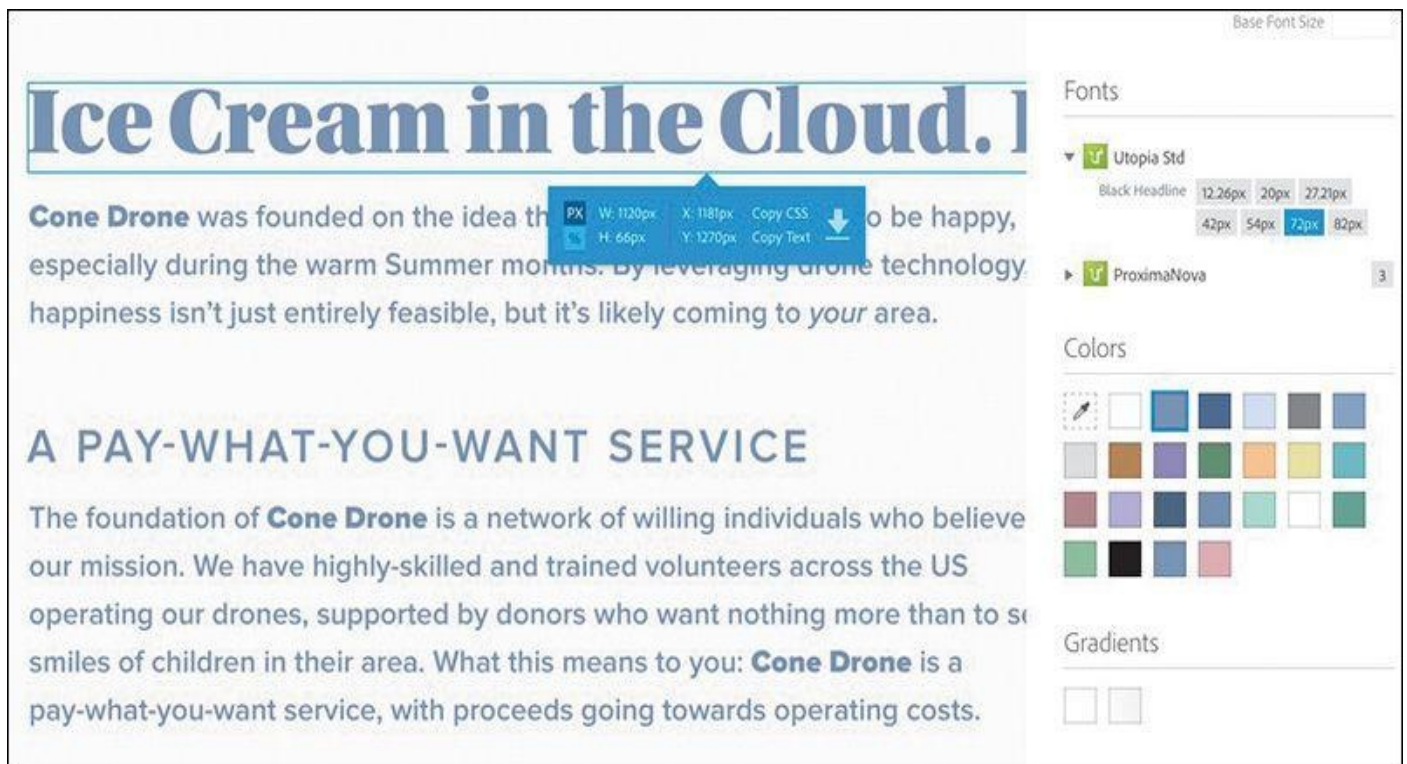 Ice Cream in the Cloud.
Cone Drone was founded on the idea th
o be happy,
especially during the warm Summer months. By leveraging drone technology
happiness isn't just entirely feasible, but it's likely coming to your area.
PX W: 1120px X: 1181px Copy CSS
% H: 66px Y: 1270px Copy Text
A PAY-WHAT-YOU-WANT SERVICE
The foundation of Cone Drone is a network of willing individuals who believe
our mission. We have highly-skilled and trained volunteers across the US
operating our drones, supported by donors who want nothing more than to se
smiles of children in their area. What this means to you: Cone Drone is a
pay-what-you-want service, with proceeds going towards operating costs.
Base Font Size
Fonts
Utopia Std
Black Headline 12.26px 20px 27.21px
42px 54px 72px 82px
ProximaNova 3
Colors
Gradients